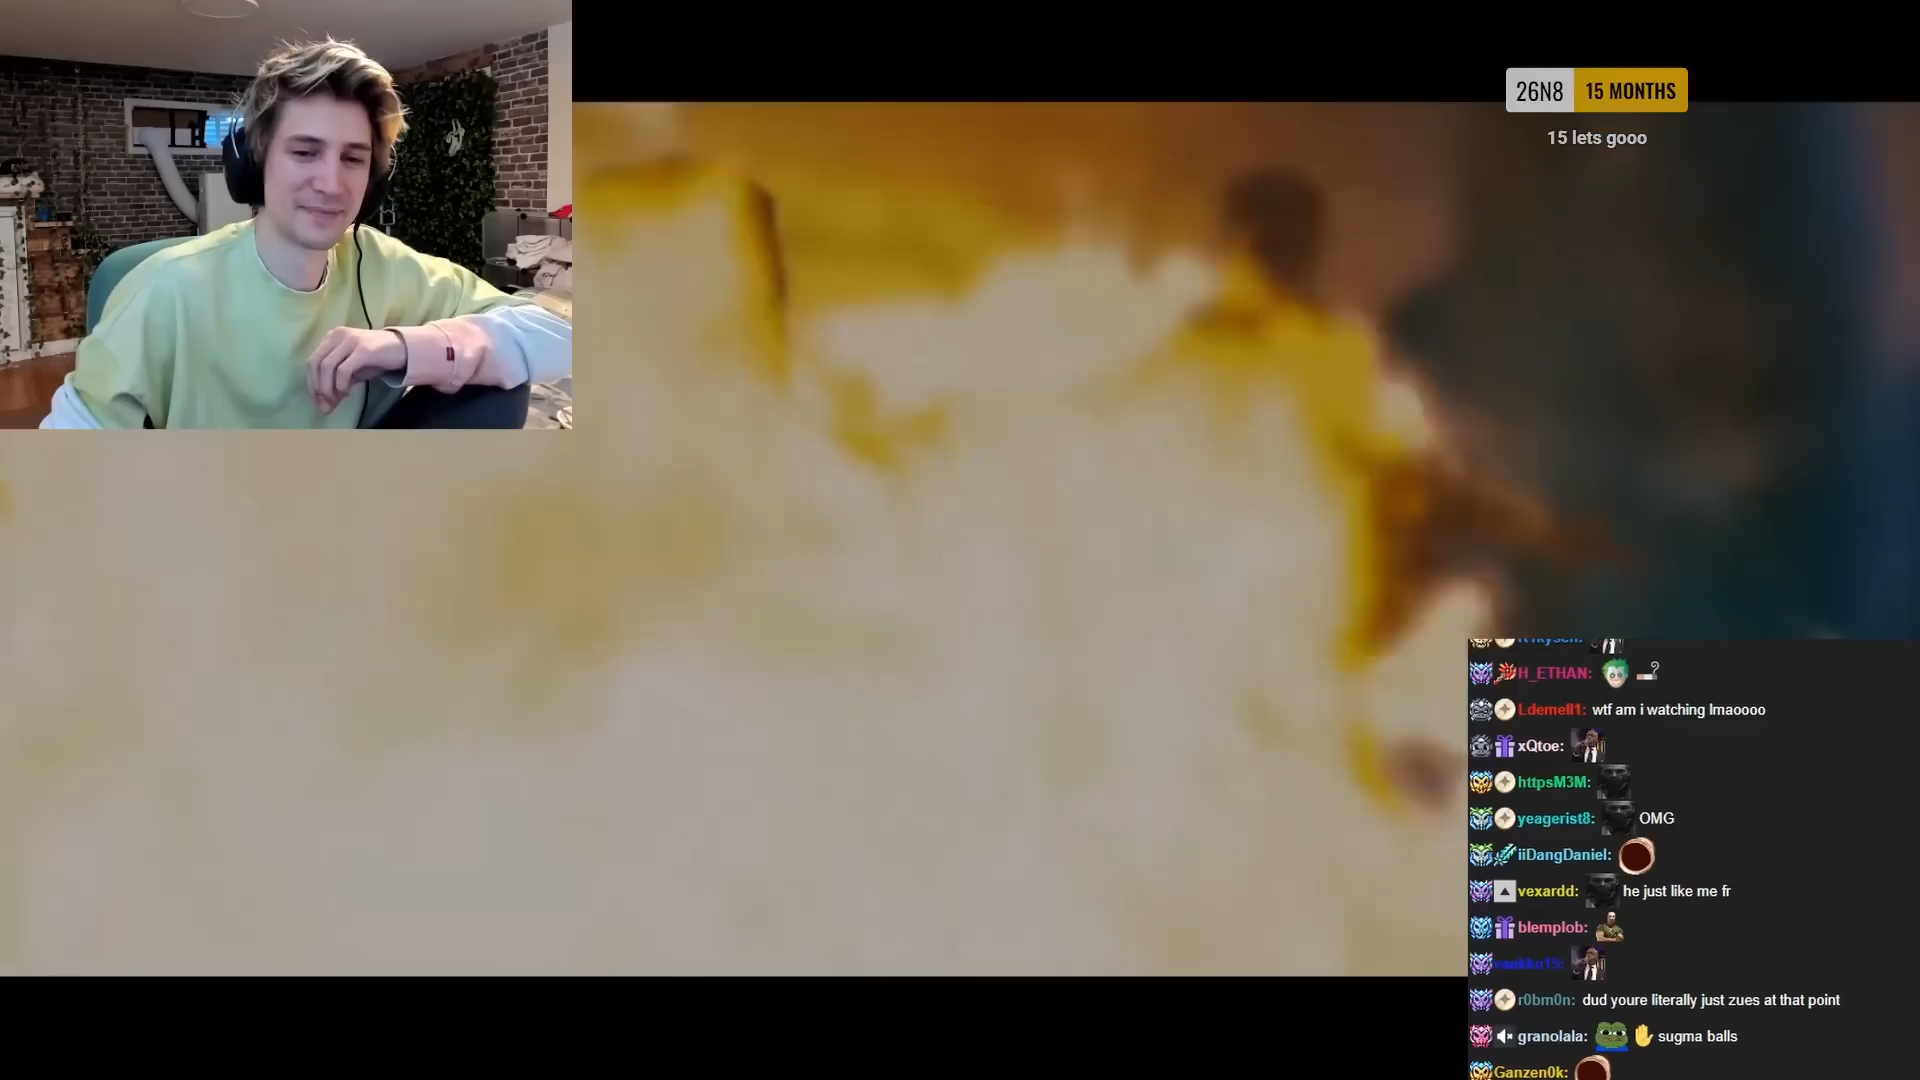 26N8 15 MONTHS
15 lets gooo
H_ETHAN:
Ldemell1: wtf am i watching lmaoooo
xQtoe:
httpsM3M:
yeagerist8: OMG
iiDangDaniel:
vexardd: he just like me fr
blemplob:
r0bm0n: dud youre literally just zues at that point
granolala: sugma balls
Ganzen0k: